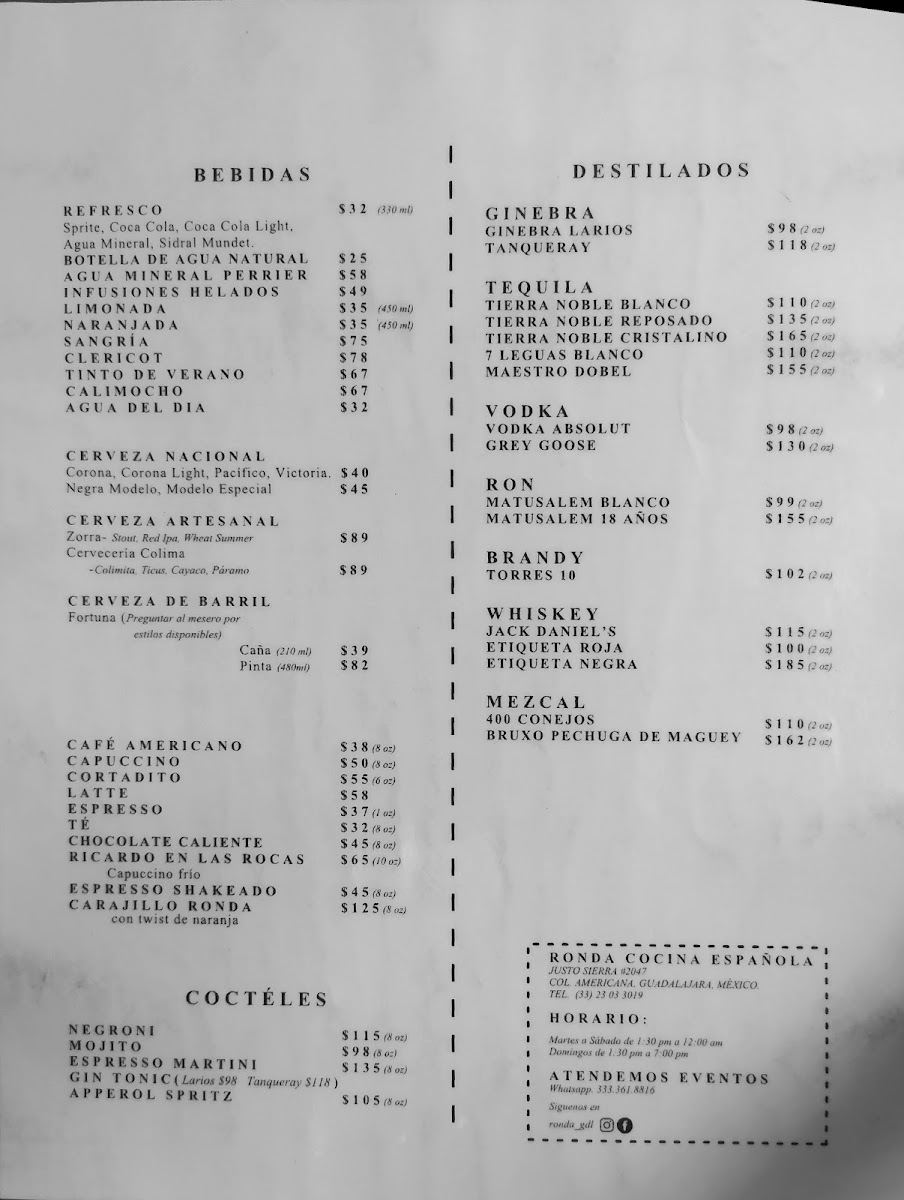 BEBIDAS
REFRESCO $32 (330 ml)
Sprite, Coca Cola, Coca Cola Light,
Agua Mineral, Sidral Mundet.
BOTELLA DE AGUA NATURAL $25
AGUA MINERAL PERRIER $58
INFUSIONES HELADOS $49
LIMONADA $35 (450 ml)
NARANJADA $35 (450 ml)
SANGRÍA $75
CLERICOT $78
TINTO DE VERANO $67
CALIMOCHO $67
AGUA DEL DIA $32
CERVEZA NACIONAL
Corona, Corona Light, Pacífico, Victoria. $40
Negra Modelo, Modelo Especial $45
CERVEZA ARTESANAL
Zorra- Stout, Red Ipa, Wheat Summer $89
Cervecería Colima
-Colimita, Ticus, Cayaco, Páramo $89
CERVEZA DE BARRIL
Fortuna (Preguntar al mesero por
estilos disponibles)
Caña (210 ml) $39
Pinta (480ml) $82
CAFÉ AMERICANO $38 (8 oz)
CAPUCCINO $50 (8 oz)
CORTADITO $55 (6 oz)
LATTE $58
ESPRESSO $37 (1 oz)
TÉ $32 (8 oz)
CHOCOLATE CALIENTE $45 (8 oz)
RICARDO EN LAS ROCAS $65 (10 oz)
Capuccino frío
ESPRESSO SHAKEADO $45 (8 oz)
CARAJILLO RONDA $125 (8 oz)
con twist de naranja
COCTÉLES
NEGRONI $115 (8 oz)
MOJITO $98 (8 oz)
ESPRESSO MARTINI $135 (8 oz)
GIN TONIC ( Larios $98 Tanqueray $118 )
APPEROL SPRITZ $105 (8 oz)
DESTILADOS
GINEBRA
GINEBRA LARIOS $98 (2 oz)
TANQUERAY $118 (2 oz)
TEQUILA
TIERRA NOBLE BLANCO $110 (2 oz)
TIERRA NOBLE REPOSADO $135 (2 oz)
TIERRA NOBLE CRISTALINO $165 (2 oz)
7 LEGUAS BLANCO $110 (2 oz)
MAESTRO DOBEL $155 (2 oz)
VODKA
VODKA ABSOLUT $98 (2 oz)
GREY GOOSE $130 (2 oz)
RON
MATUSALEM BLANCO $99 (2 oz)
MATUSALEM 18 AÑOS $155 (2 oz)
BRANDY
TORRES 10 $102 (2 oz)
WHISKEY
JACK DANIEL'S $115 (2 oz)
ETIQUETA ROJA $100 (2 oz)
ETIQUETA NEGRA $185 (2 oz)
MEZCAL
400 CONEJOS $110 (2 oz)
BRUXO PECHUGA DE MAGUEY $162 (2 oz)
RONDA COCINA ESPAÑOLA
JUSTO SIERRA #2047
COL. AMERICANA, GUADALAJARA, MÉXICO.
TEL. (33) 23 03 3019
HORARIO:
Martes a Sábado de 1:30 pm a 12:00 am
Domingos de 1:30 pm a 7:00 pm
ATENDEMOS EVENTOS
Whatsapp. 333.361.8816
Síguenos en
ronda_gdl